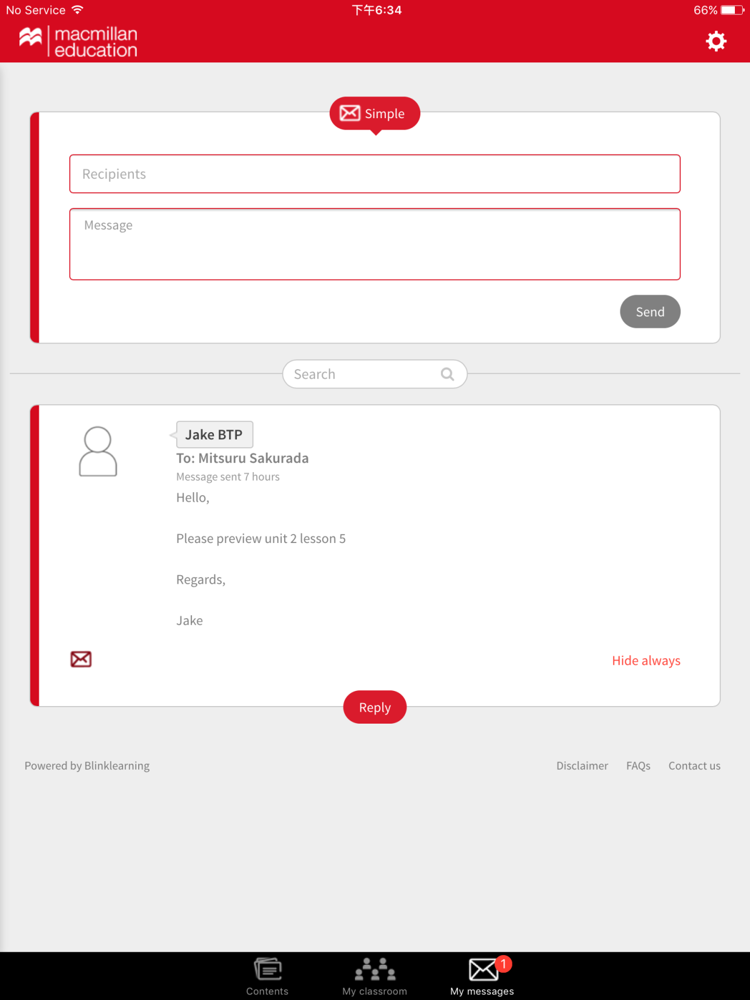 No Service
下午6:34
66%
macmillan
education
Simple
Recipients
Message
Send
Search
Jake BTP
To: Mitsuru Sakurada
Message sent 7 hours
Hello,
Please preview unit 2 lesson 5
Regards,
Jake
Hide always
Reply
Powered by Blinklearning
Disclaimer
FAQs
Contact us
1
Contents
My classroom
My messages